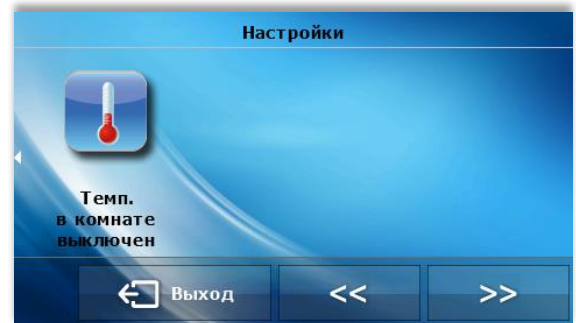 Настройки
Темп.
в комнате
выключен
Выход
<<
>>